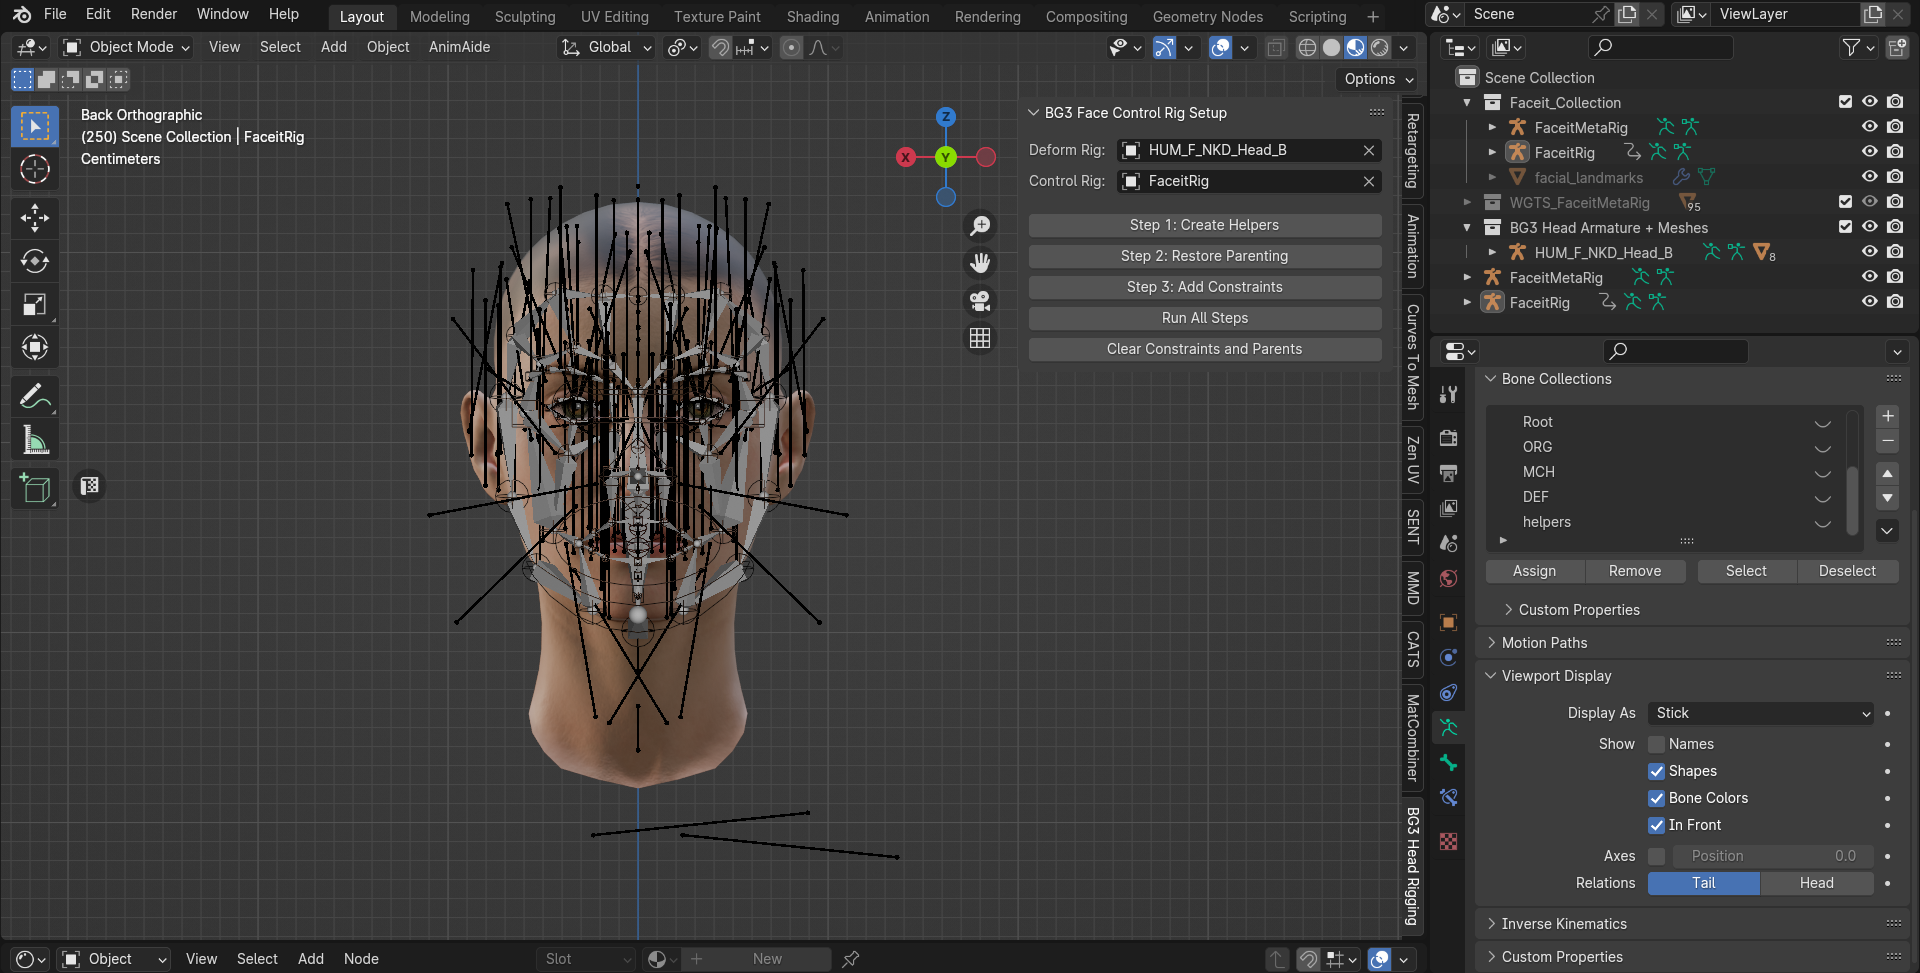 File Edit Render Window Help Layout Modeling Sculpting UV Editing Texture Paint Shading Animation Rendering Compositing Geometry Nodes Scripting Scene ViewLayer
Object Mode View Select Add Object AnimAide Global
Options
Back Orthographic
(250) Scene Collection | FaceitRig
Centimeters
Z
X
Y
BG3 Face Control Rig Setup
Deform Rig: HUM_F_NKD_Head_B
Control Rig: FaceitRig
Step 1: Create Helpers
Step 2: Restore Parenting
Step 3: Add Constraints
Run All Steps
Clear Constraints and Parents
Retargeting
Animation
Curves To Mesh
Zen UV
SENT
MMD
CATS
MatCombiner
BG3 Head Rigging
Scene Collection
Faceit_Collection
FaceitMetaRig
FaceitRig
facial_landmarks
WGTS_FaceitMetaRig 95
BG3 Head Armature + Meshes
HUM_F_NKD_Head_B 8
FaceitMetaRig
FaceitRig
Bone Collections
Root
ORG
MCH
DEF
helpers
Assign Remove Select Deselect
Custom Properties
Motion Paths
Viewport Display
Display As Stick
Show Names
Shapes
Bone Colors
In Front
Axes Position 0.0
Relations Tail Head
Inverse Kinematics
Custom Properties
Object View Select Add Node Slot New